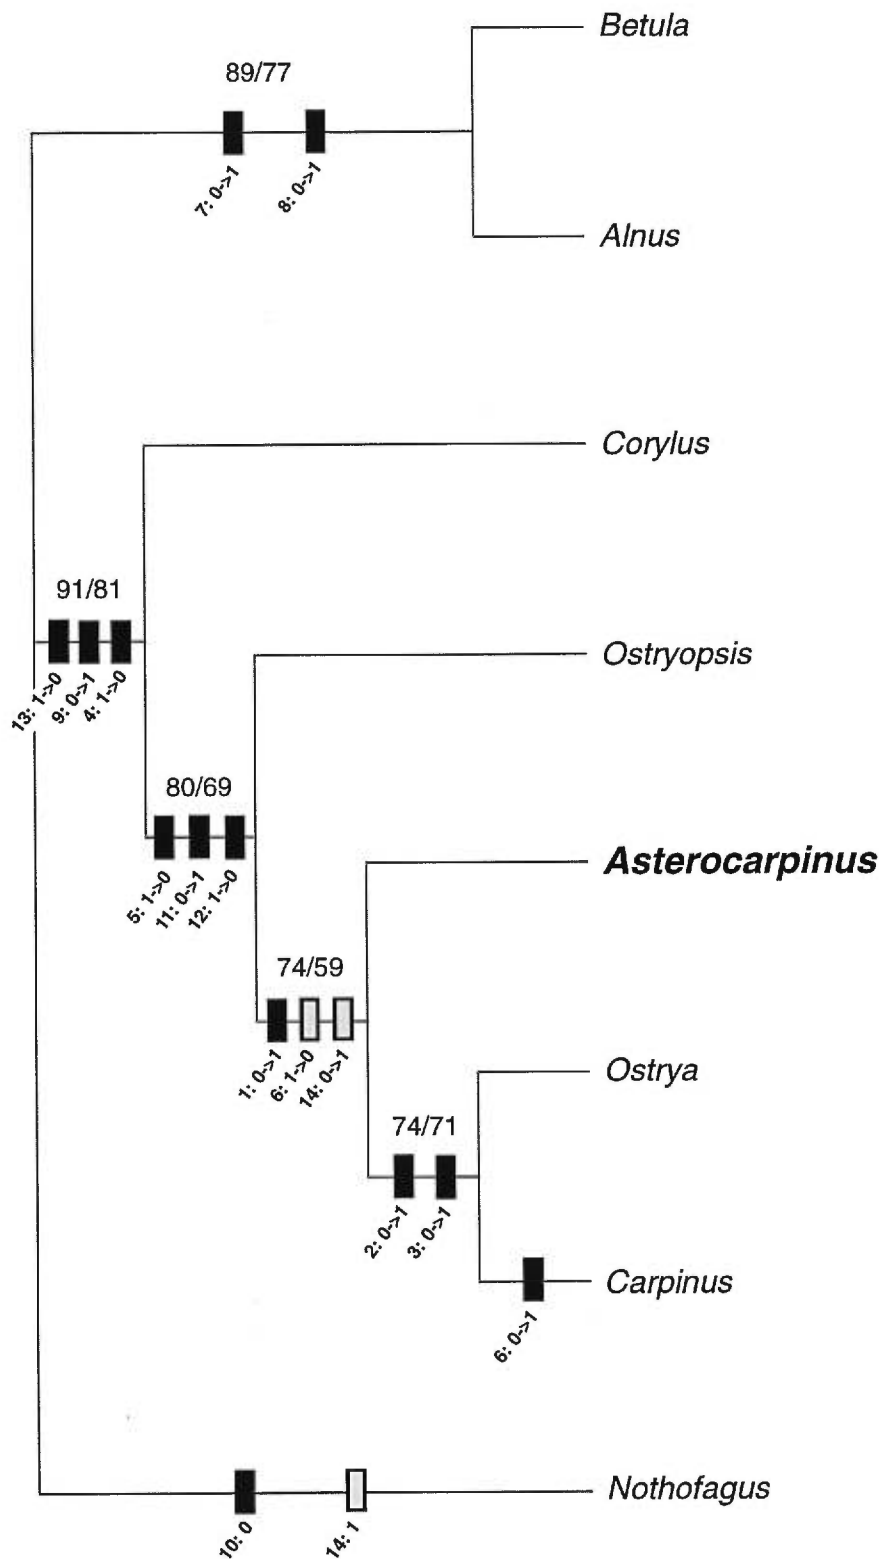 Betula
89/77
7: 0->1
8: 0->1
Alnus
Corylus
91/81
13: 1->0
9: 0->1
4: 1->0
Ostryopsis
80/69
5: 1->0
11: 0->1
12: 1->0
Asterocarpinus
74/59
1: 0->1
6: 1->0
14: 0->1
Ostrya
74/71
2: 0->1
3: 0->1
Carpinus
6: 0->1
Nothofagus
10: 0
14: 1